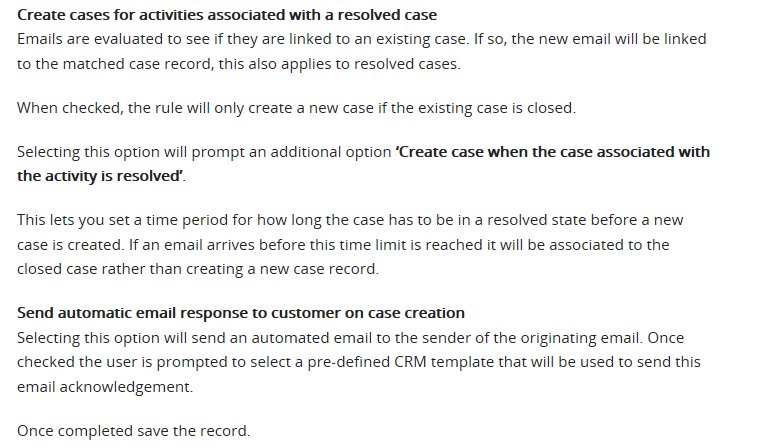 Create cases for activities associated with a resolved case
Emails are evaluated to see if they are linked to an existing case. If so, the new email will be linked
to the matched case record, this also applies to resolved cases.
When checked, the rule will only create a new case if the existing case is closed.
Selecting this option will prompt an additional option ‘Create case when the case associated with
the activity is resolved’.
This lets you set a time period for how long the case has to be in a resolved state before a new
case is created. If an email arrives before this time limit is reached it will be associated to the
closed case rather than creating a new case record.
Send automatic email response to customer on case creation
Selecting this option will send an automated email to the sender of the originating email. Once
checked the user is prompted to select a pre-defined CRM template that will be used to send this
email acknowledgement.
Once completed save the record.